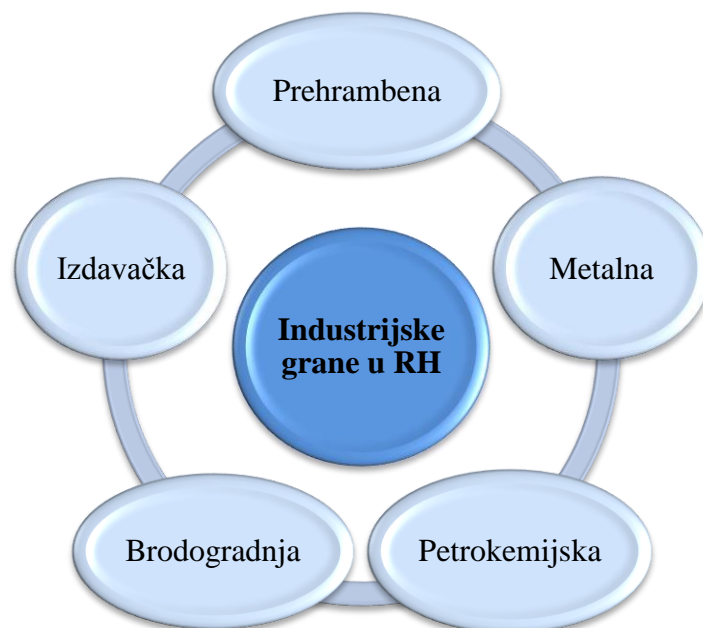 Prehrambena
Izdavačka
Metalna
Industrijske
grane u RH
Brodogradnja
Petrokemijska